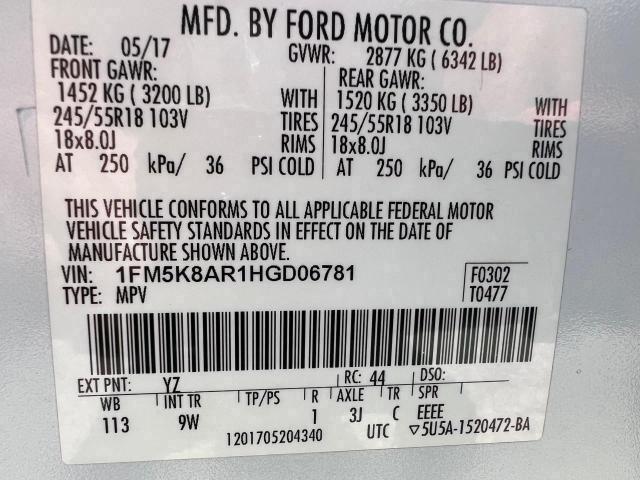 MFD. BY FORD MOTOR CO.
DATE: 05/17 GVWR: 2877 KG ( 6342 LB)
FRONT GAWR: REAR GAWR:
1452 KG ( 3200 LB) WITH 1520 KG ( 3350 LB) WITH
245/55R18 103V TIRES 245/55R18 103V TIRES
18x8.0J RIMS 18x8.0J RIMS
AT 250 kPa/ 36 PSI COLD AT 250 kPa/ 36 PSI COLD
THIS VEHICLE CONFORMS TO ALL APPLICABLE FEDERAL MOTOR
VEHICLE SAFETY STANDARDS IN EFFECT ON THE DATE OF
MANUFACTURE SHOWN ABOVE.
VIN: 1FM5K8AR1HGD06781 F0302
TYPE: MPV T0477
EXT PNT: YZ RC: 44 DSO:
WB INT TR TP/PS R AXLE TR SPR
113 9W 1 3J C EEEE
1201705204340 UTC ▽5U5A-1520472-BA